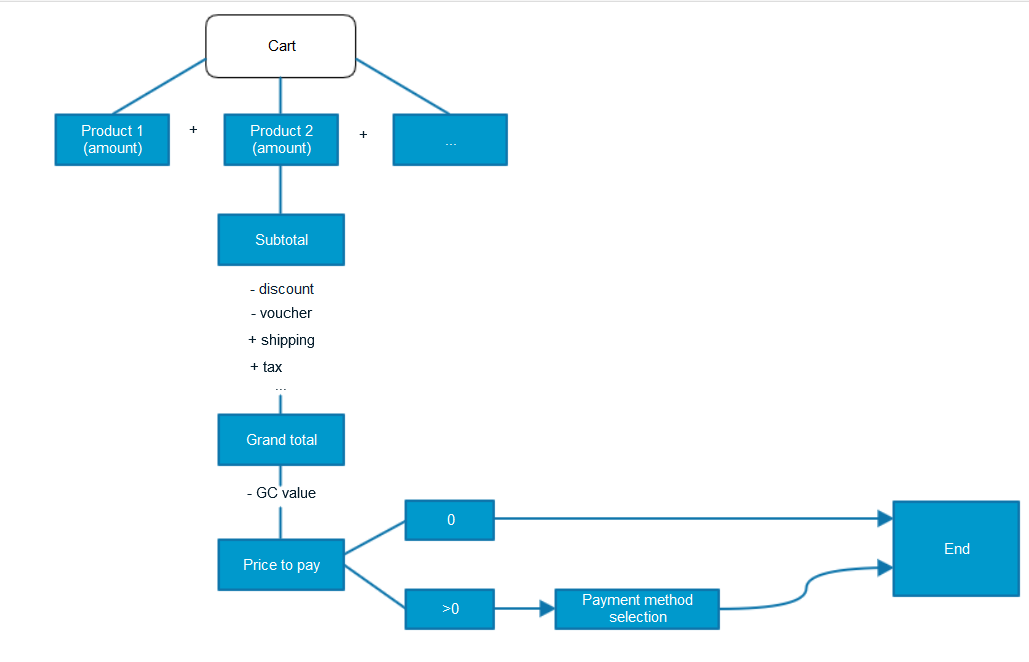 Cart
Product 1
(amount)
+
Product 2
(amount)
+
...
Subtotal
- discount
- voucher
+ shipping
+ tax
...
Grand total
- GC value
Price to pay
0
>0
Payment method
selection
End